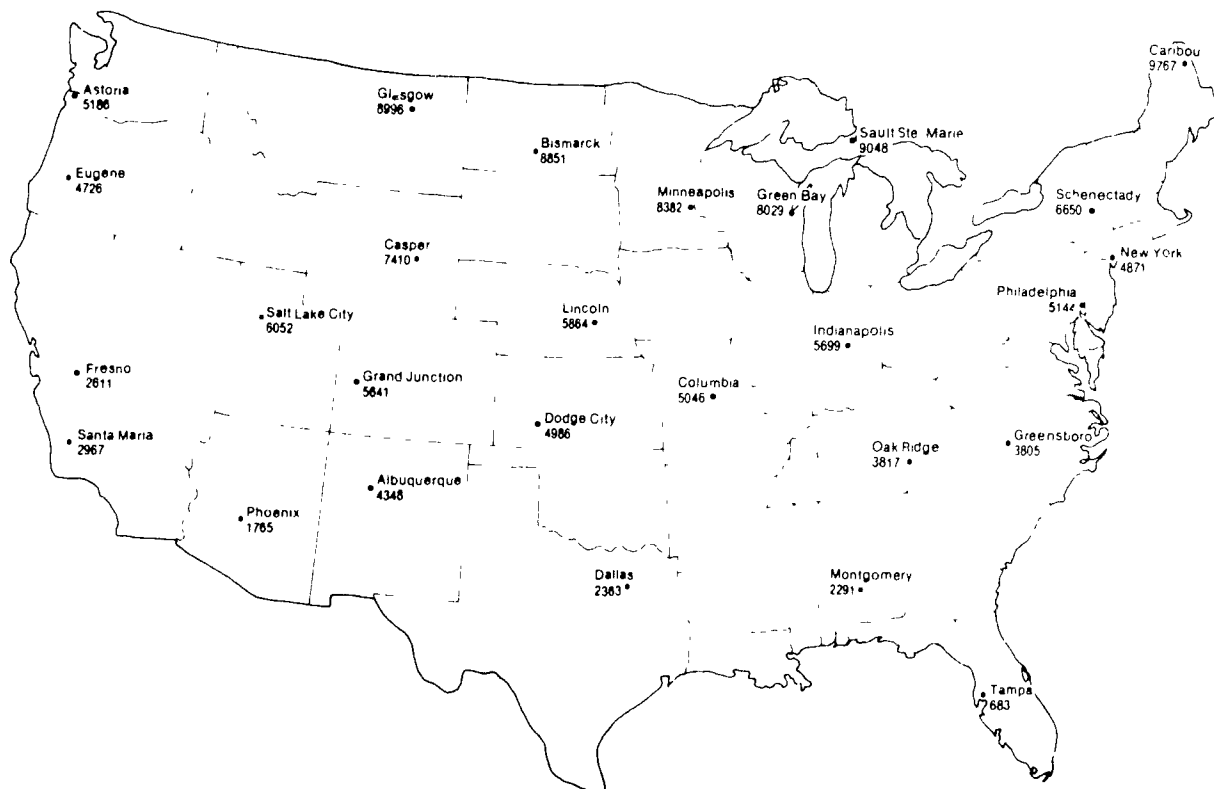 Caribou
9767
Astoria
5186
Glasgow
8996
Sault Ste. Marie
9048
Bismarck
8851
Eugene
4726
Minneapolis
8382
Green Bay
8029
Schenectady
6650
Casper
7410
New York
4871
Philadelphia
5144
Salt Lake City
6052
Lincoln
5864
Indianapolis
5699
Fresno
2611
Grand Junction
5641
Columbia
5046
Dodge City
4986
Santa Maria
2967
Oak Ridge
3817
Greensboro
3805
Albuquerque
4348
Phoenix
1765
Dallas
2363
Montgomery
2291
Tampa
683